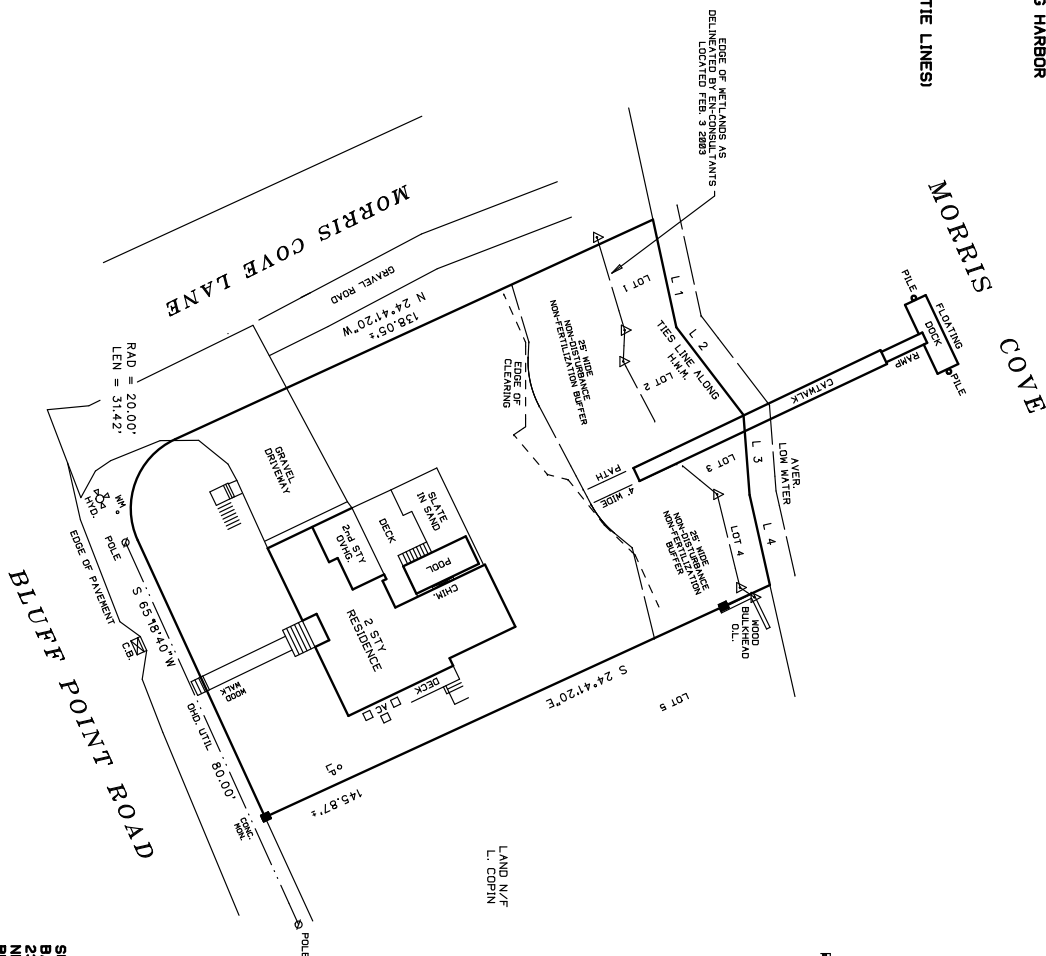 G HARBOR
TIE LINES)
EDGE OF WETLANDS AS
DELINEATED BY EN-CONSULTANTS
LOCATED FEB. 3 2003
MORRIS COVE
PILE
FLOATING
DOCK
RAMP
PILE
CATWALK
MORRIS COVE LANE
GRAVEL ROAD
N 24°41'20"W
138.05'±
LOT 1
L 1
L 2
TIES LINE ALONG
H.W.M.
LOT 2
25' WIDE
NON-DISTURBANCE
NON-FERTILIZATION BUFFER
EDGE OF
CLEARING
AVER.
LOW WATER
L 3
LOT 3
L 4
LOT 4
4' WIDE
PATH
25' WIDE
NON-DISTURBANCE
NON-FERTILIZATION
BUFFER
WOOD
BULKHEAD
O.L.
RAD = 20.00'
LEN = 31.42'
GRAVEL
DRIVEWAY
SLATE
IN SAND
DECK
POOL
2nd STY
OVHG.
CHIM.
2 STY
RESIDENCE
DECK
AC
HYD.
WM
POLE
EDGE OF PAVEMENT
C.B.
S 65°18'40"W
WOOD
WALK
OHD. UTIL
80.00'
LP
S 24°41'20"E
145.87'±
LOT 5
CONC.
MON.
POLE
BLUFF POINT ROAD
LAND N/F
L. COPIN